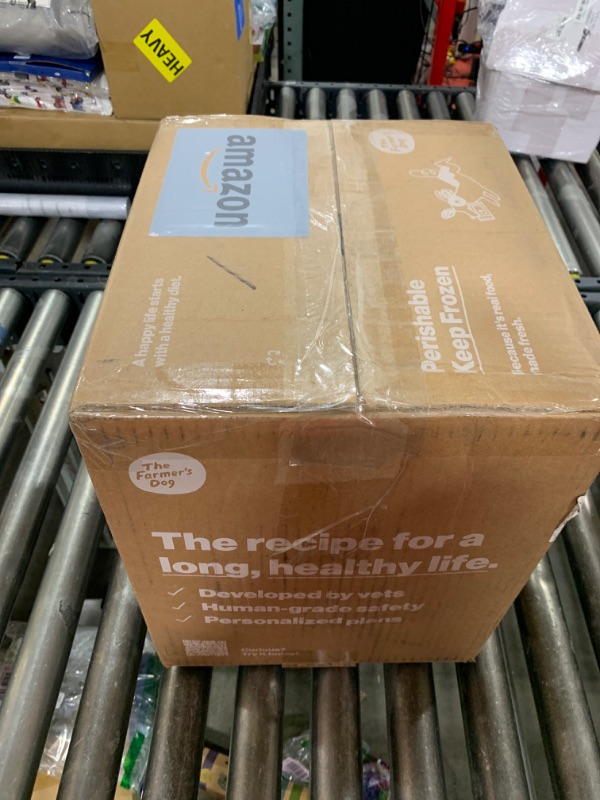 HEAVY
amazon
A happy life starts
with a healthy diet.
Perishable
Keep Frozen
because it's real food,
made fresh.
The
Farmer's
Dog
The recipe for a
long, healthy life.
✓ Developed by vets
✓ Human-grade safety
✓ Personalized plans
Curious?